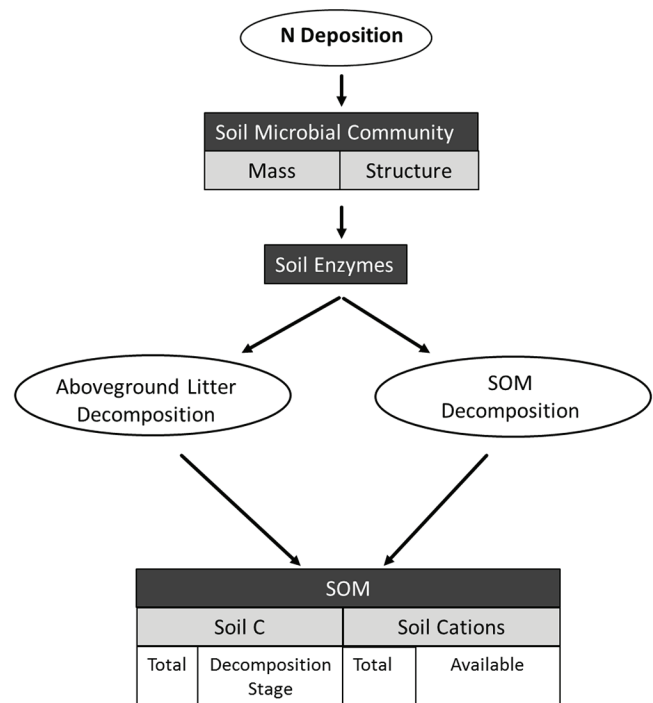 N Deposition
Soil Microbial Community
Mass Structure
Soil Enzymes
Aboveground Litter
Decomposition
SOM
Decomposition
SOM
Soil C Soil Cations
Total Decomposition Total Available
Stage